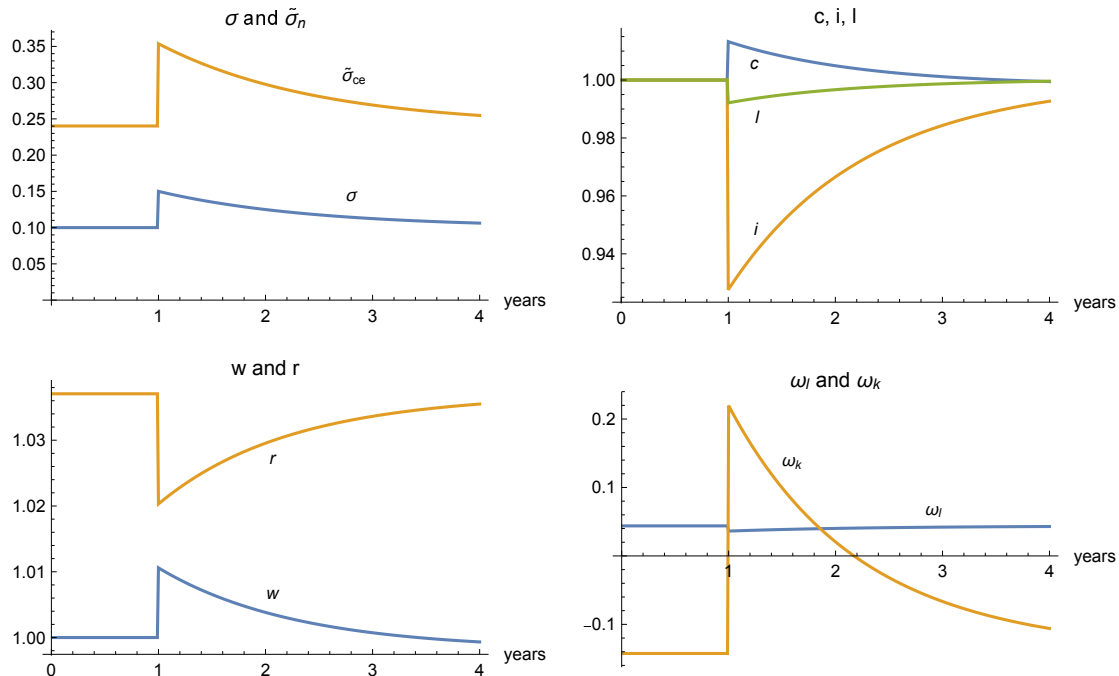 σ and σ̃ₙ
0.35
0.30
0.25
0.20
0.15
0.10
0.05
σ̃ce
σ
1 2 3 4
years
c, i, l
1.00
0.98
0.96
0.94
c
l
i
0 1 2 3 4
years
w and r
1.03
1.02
1.01
1.00
r
w
0 1 2 3 4
years
ωl and ωk
0.2
0.1
−0.1
ωk
ωl
1 2 3 4
years